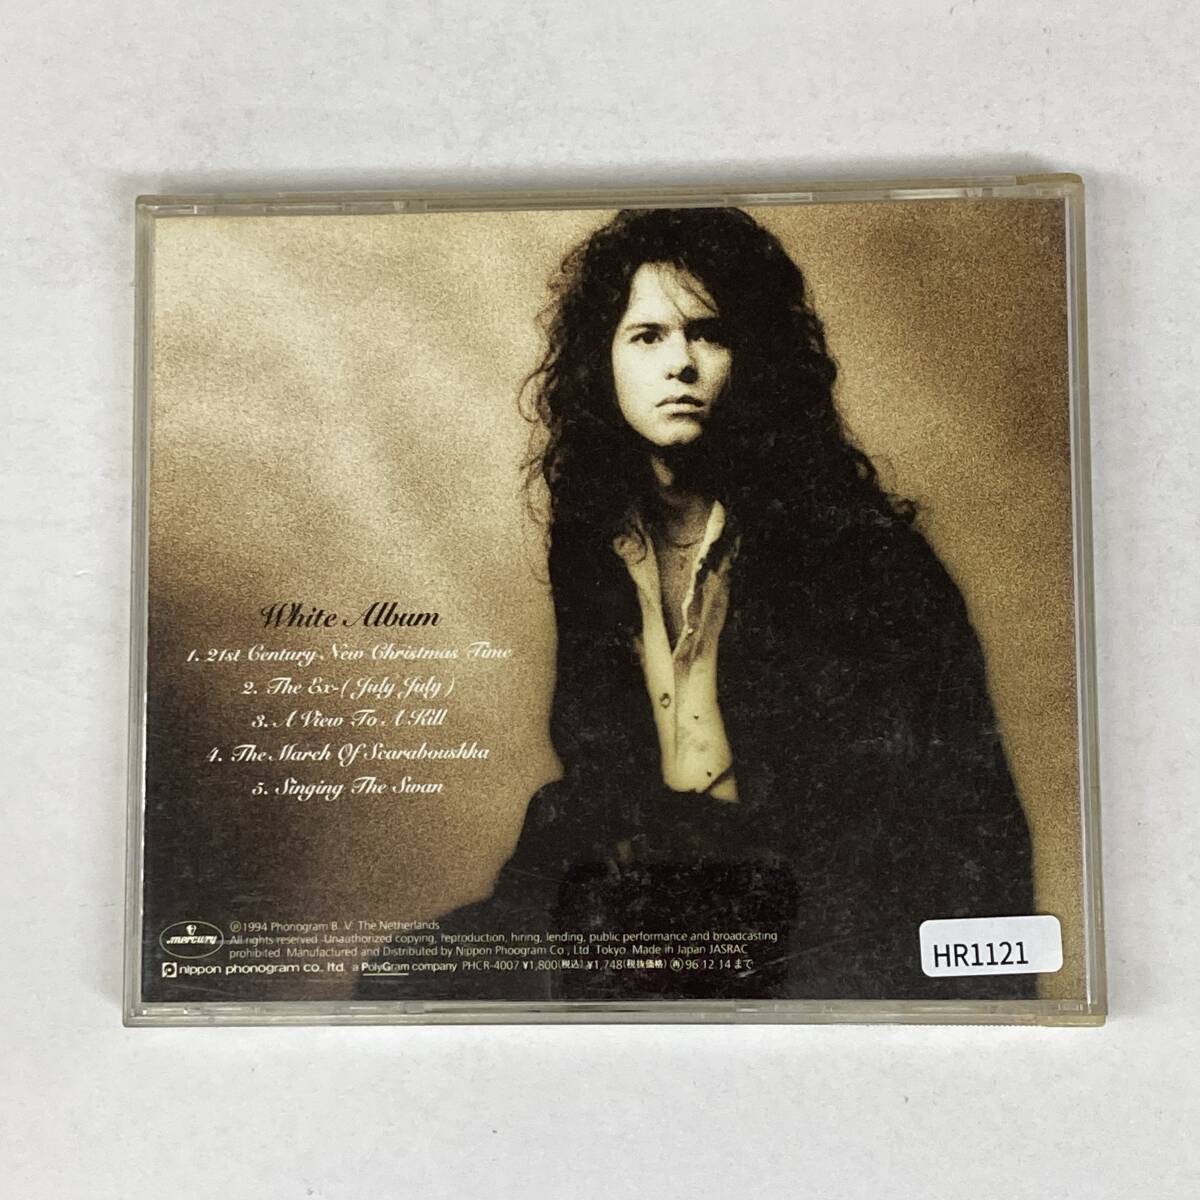 White Album
1. 21st Century New Christmas Time
2. The Ex-(July July)
3. A View To A Kill
4. The March Of Scaraboushka
5. Singing The Swan
mercury
℗1994 Phonogram B. V. The Netherlands
All rights reserved. Unauthorized copying, reproduction, hiring, lending, public performance and broadcasting
prohibited. Manufactured and Distributed by Nippon Phoogram Co., Ltd. Tokyo. Made in Japan JASRAC
nippon phonogram co., ltd. a PolyGram company PHCR-4007 ¥1,800(税込) ¥1,748(税抜価格) 再96.12.14まで
HR1121